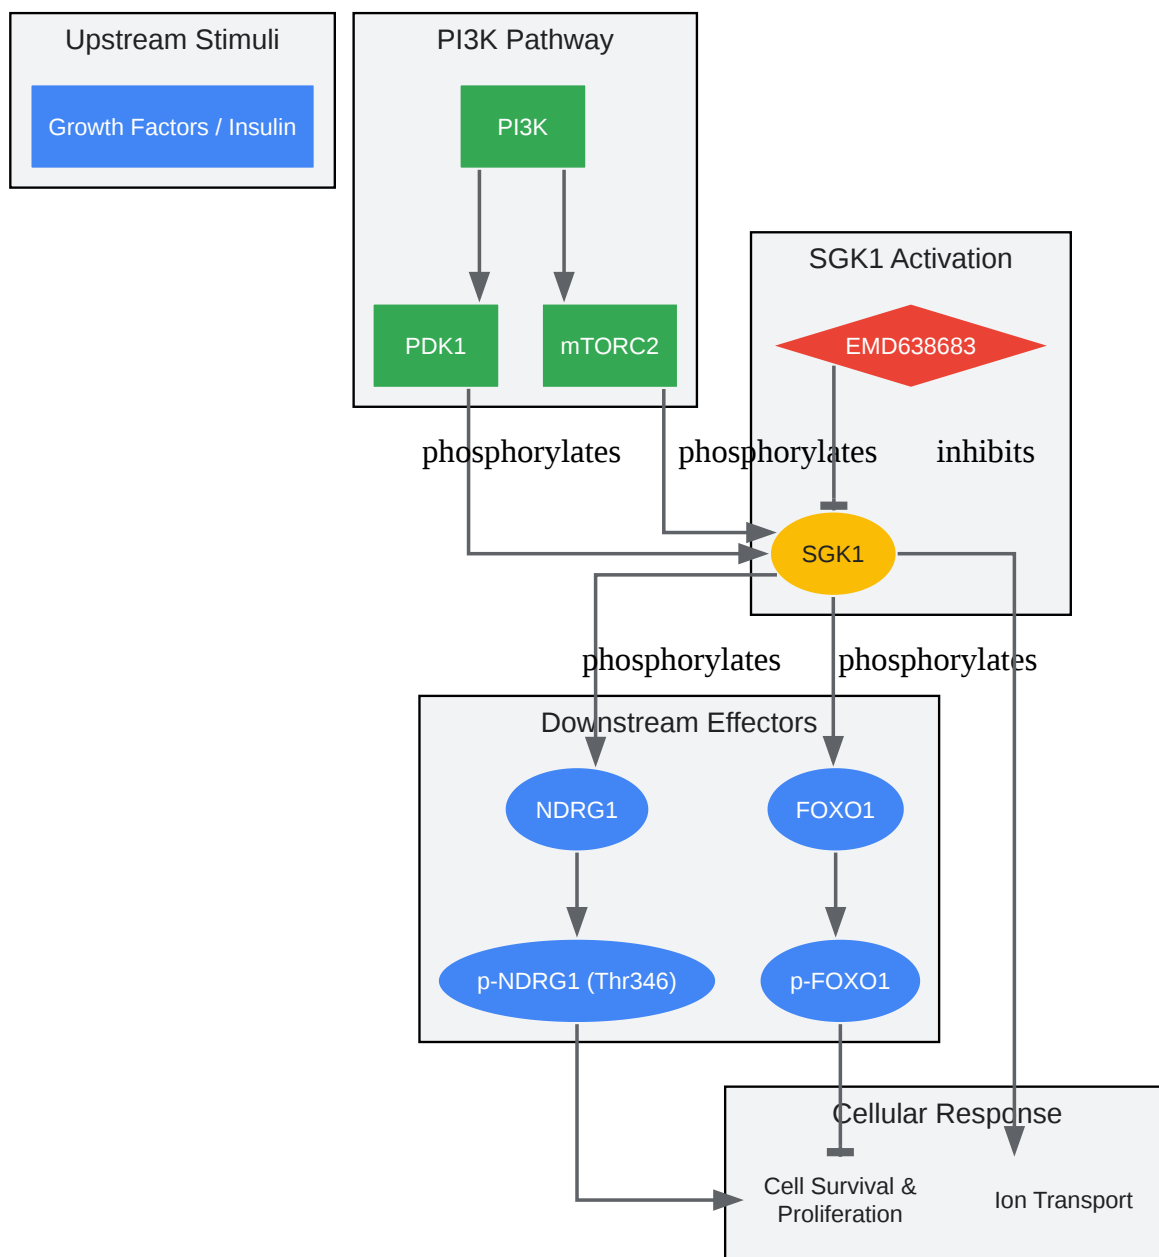 Upstream Stimuli
PI3K Pathway
Growth Factors / Insulin
PI3K
SGK1 Activation
PDK1
mTORC2
EMD638683
phosphorylates
phosphorylates
inhibits
SGK1
phosphorylates
phosphorylates
Downstream Effectors
NDRG1
FOXO1
p-NDRG1 (Thr346)
p-FOXO1
Cellular Response
Cell Survival &
Proliferation
Ion Transport